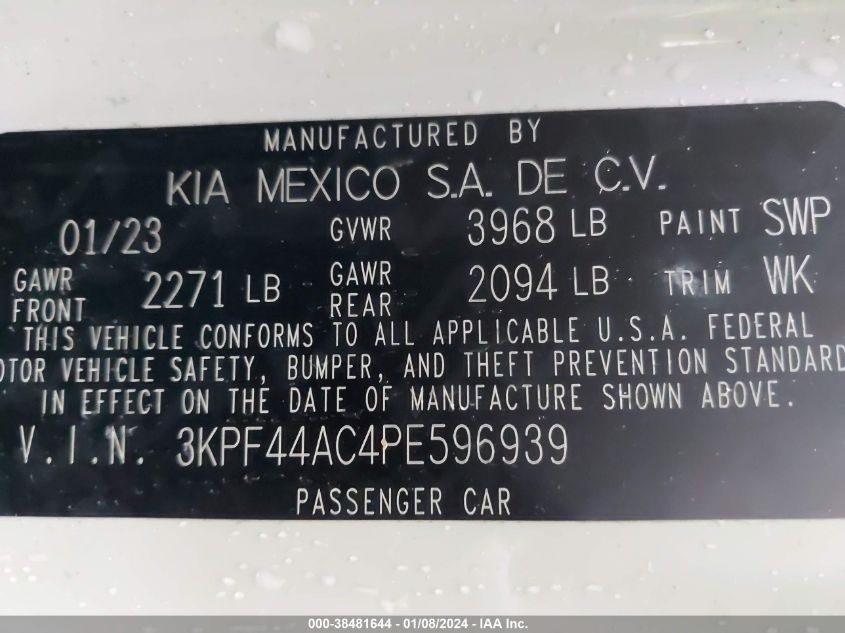 MANUFACTURED BY
KIA MEXICO S.A. DE C.V.
01/23 GVWR 3968 LB PAINT SWP
GAWR FRONT 2271 LB GAWR REAR 2094 LB TRIM WK
THIS VEHICLE CONFORMS TO ALL APPLICABLE U.S.A. FEDERAL
OTOR VEHICLE SAFETY, BUMPER, AND THEFT PREVENTION STANDARD
IN EFFECT ON THE DATE OF MANUFACTURE SHOWN ABOVE.
V.I.N. 3KPF44AC4PE596939
PASSENGER CAR
000-38481644 - 01/08/2024 - IAA Inc.